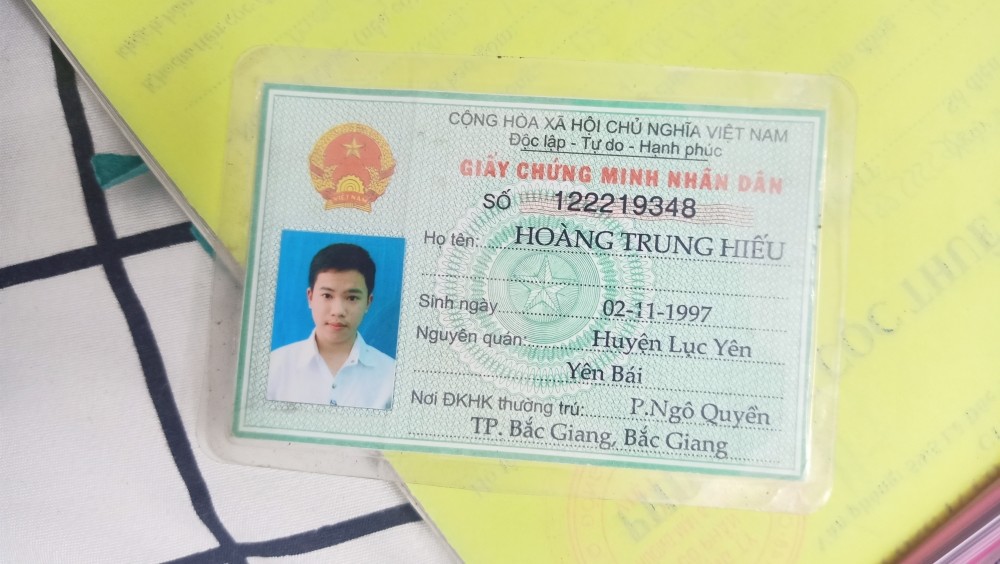 CỘNG HÒA XÃ HỘI CHỦ NGHĨA VIỆT NAM
Độc lập - Tự do - Hạnh phúc
GIẤY CHỨNG MINH NHÂN DÂN
SỐ 122219348
Họ tên: HOÀNG TRUNG HIẾU
Sinh ngày 02-11-1997
Nguyên quán: Huyện Lục Yên
Yên Bái
Nơi ĐKHK thường trú: P.Ngô Quyền
TP. Bắc Giang, Bắc Giang
VIỆT NAM